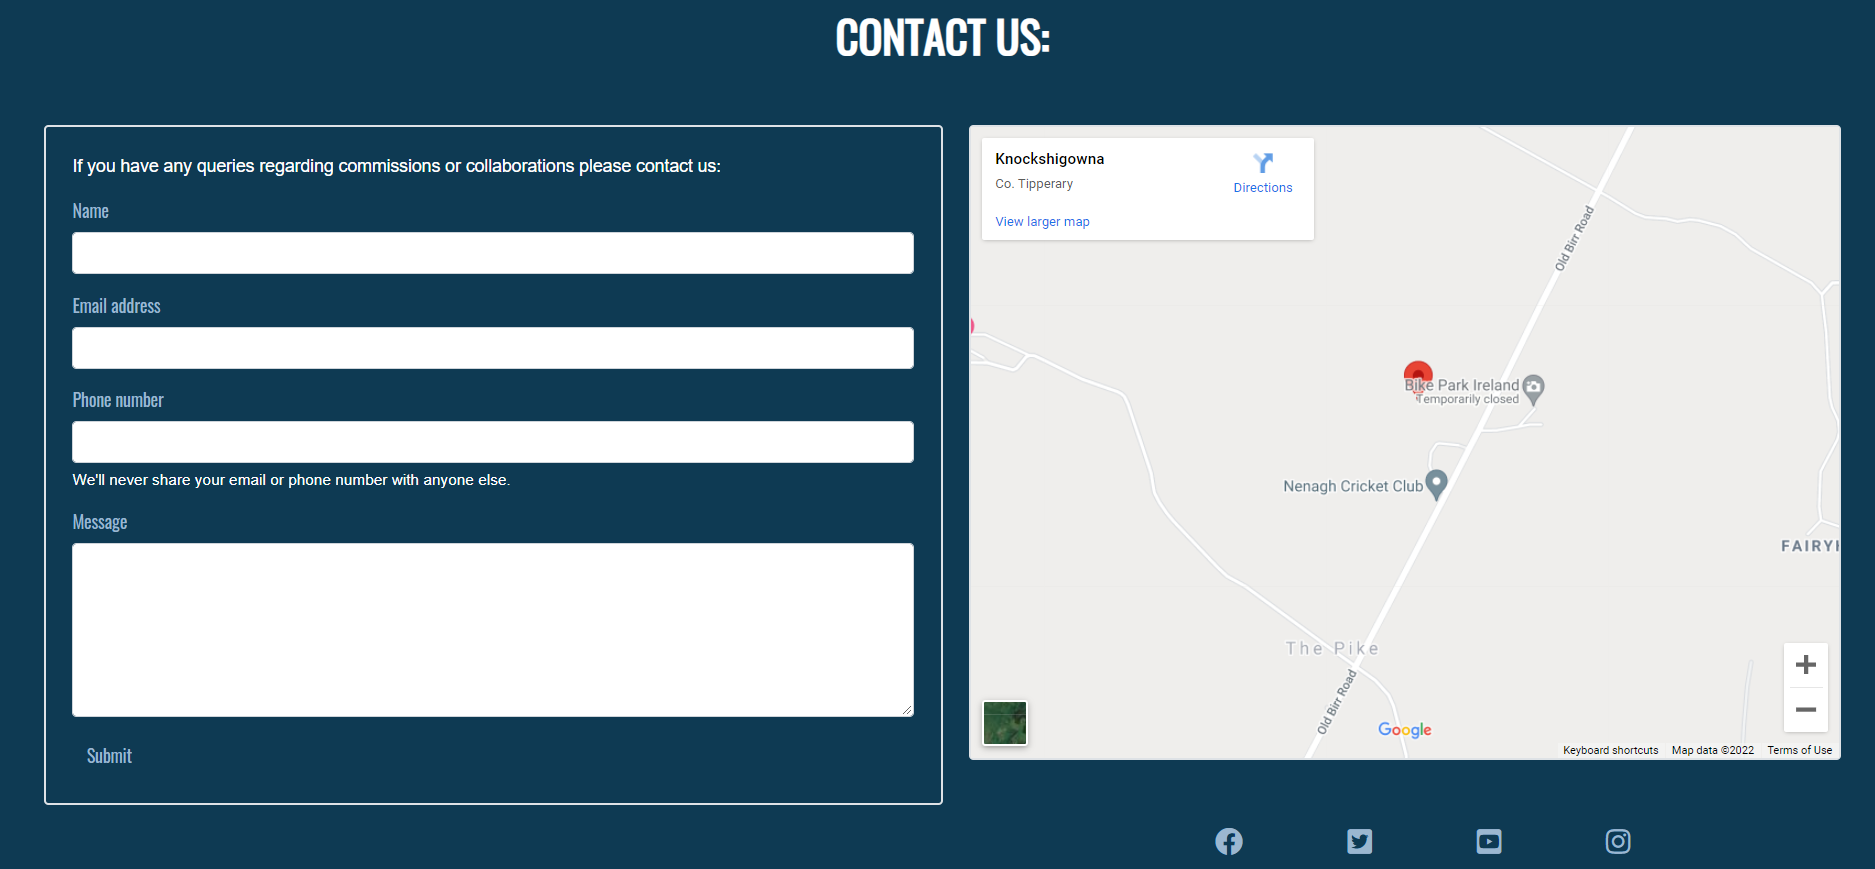 CONTACT US:
If you have any queries regarding commissions or collaborations please contact us:
Name
Email address
Phone number
We'll never share your email or phone number with anyone else.
Message
Submit
Knockshigowna
Co. Tipperary
Directions
View larger map
Old Birr Road
Bike Park Ireland
Temporarily closed
Nenagh Cricket Club
FAIRY
The Pike
Old Birr Road
Google
Keyboard shortcuts Map data ©2022 Terms of Use